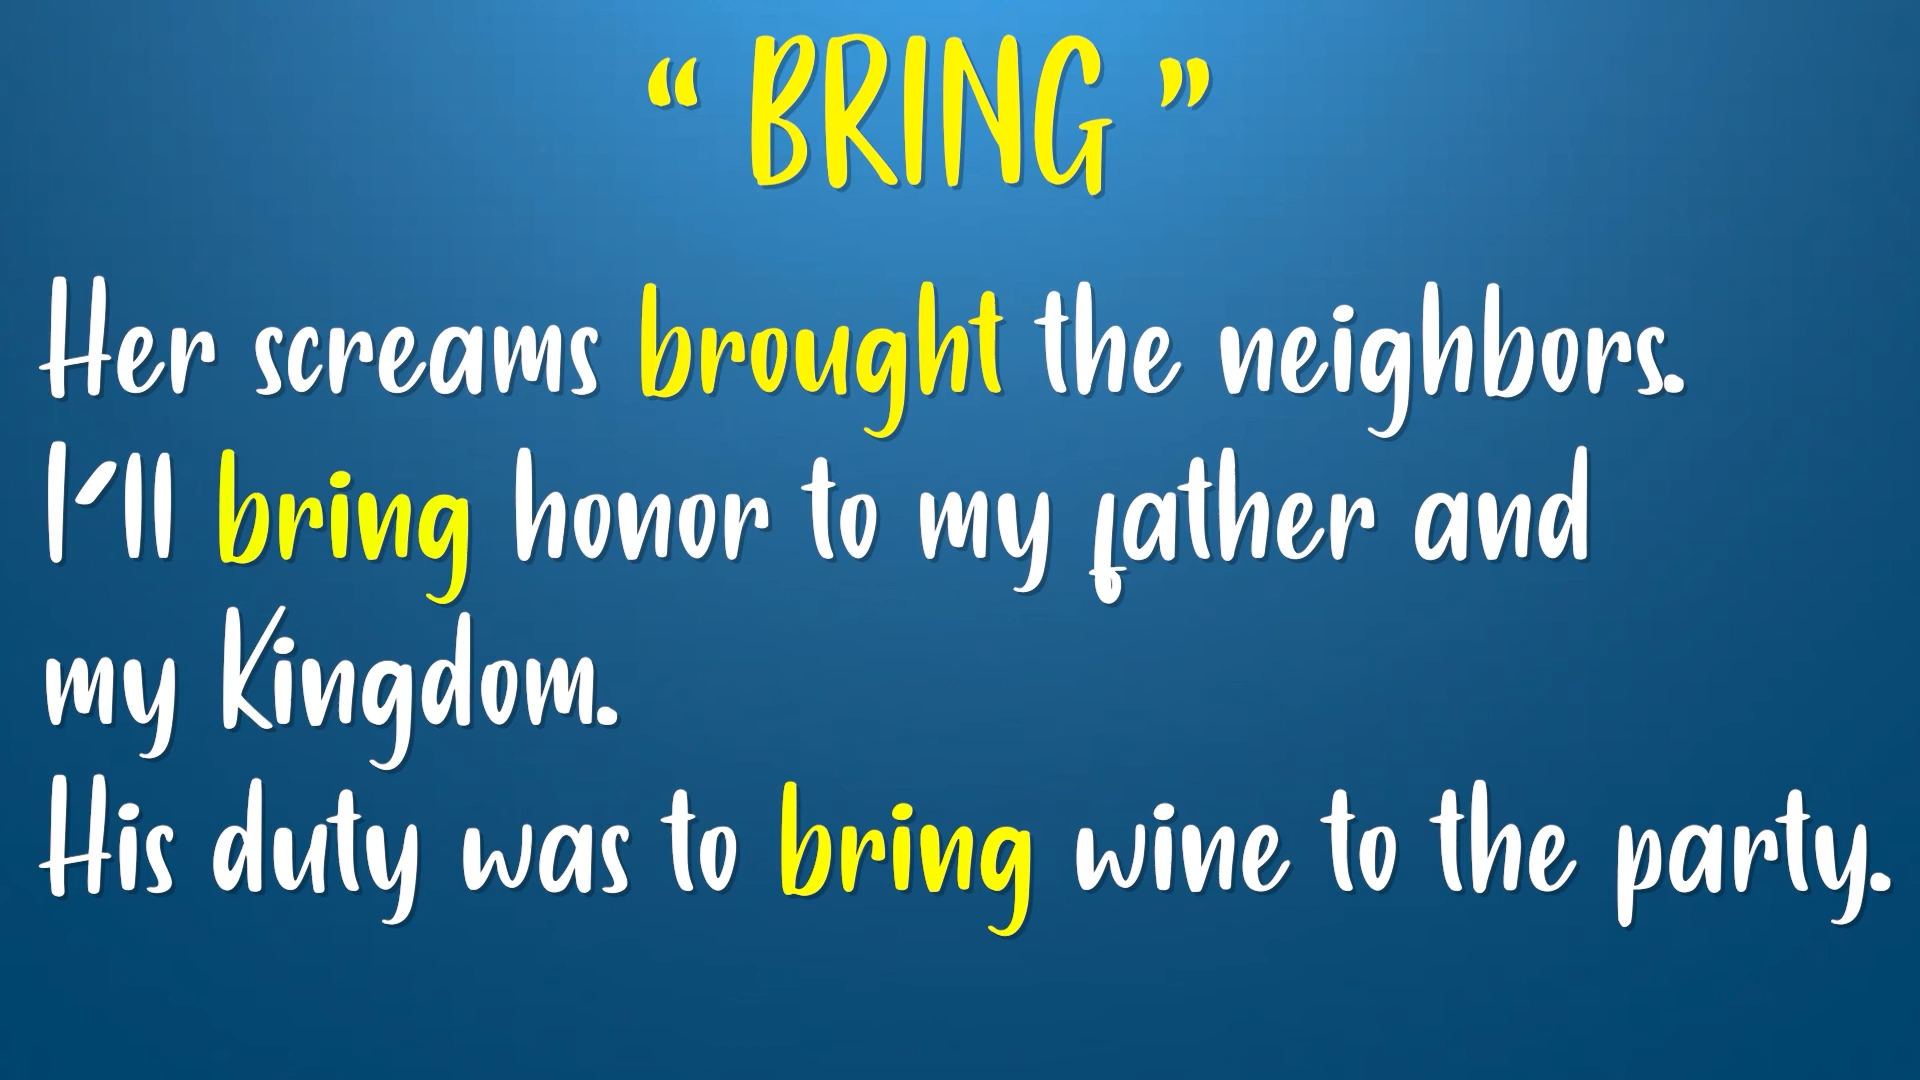 “ BRING ”
Her screams brought the neighbors.
I'll bring honor to my father and
my Kingdom.
His duty was to bring wine to the party.